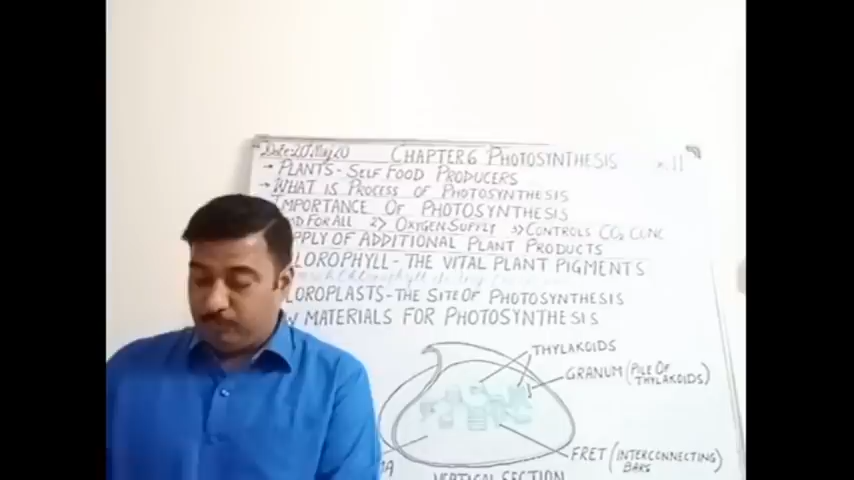 Date:20 May 20 CHAPTER 6 PHOTOSYNTHESIS
→ PLANTS - SELF FOOD PRODUCERS
→ WHAT IS PROCESS OF PHOTOSYNTHESIS
IMPORTANCE OF PHOTOSYNTHESIS
FOR ALL 2> OXYGEN SUPPLY 3> CONTROLS CO2 CONC
PPLY OF ADDITIONAL PLANT PRODUCTS
LOROPHYLL - THE VITAL PLANT PIGMENTS
LOROPLASTS - THE SITE OF PHOTOSYNTHESIS
W MATERIALS FOR PHOTOSYNTHESIS
THYLAKOIDS
GRANUM (PILE OF THYLAKOIDS)
FRET (INTERCONNECTING BARS
MA
VERTICAL SECTION